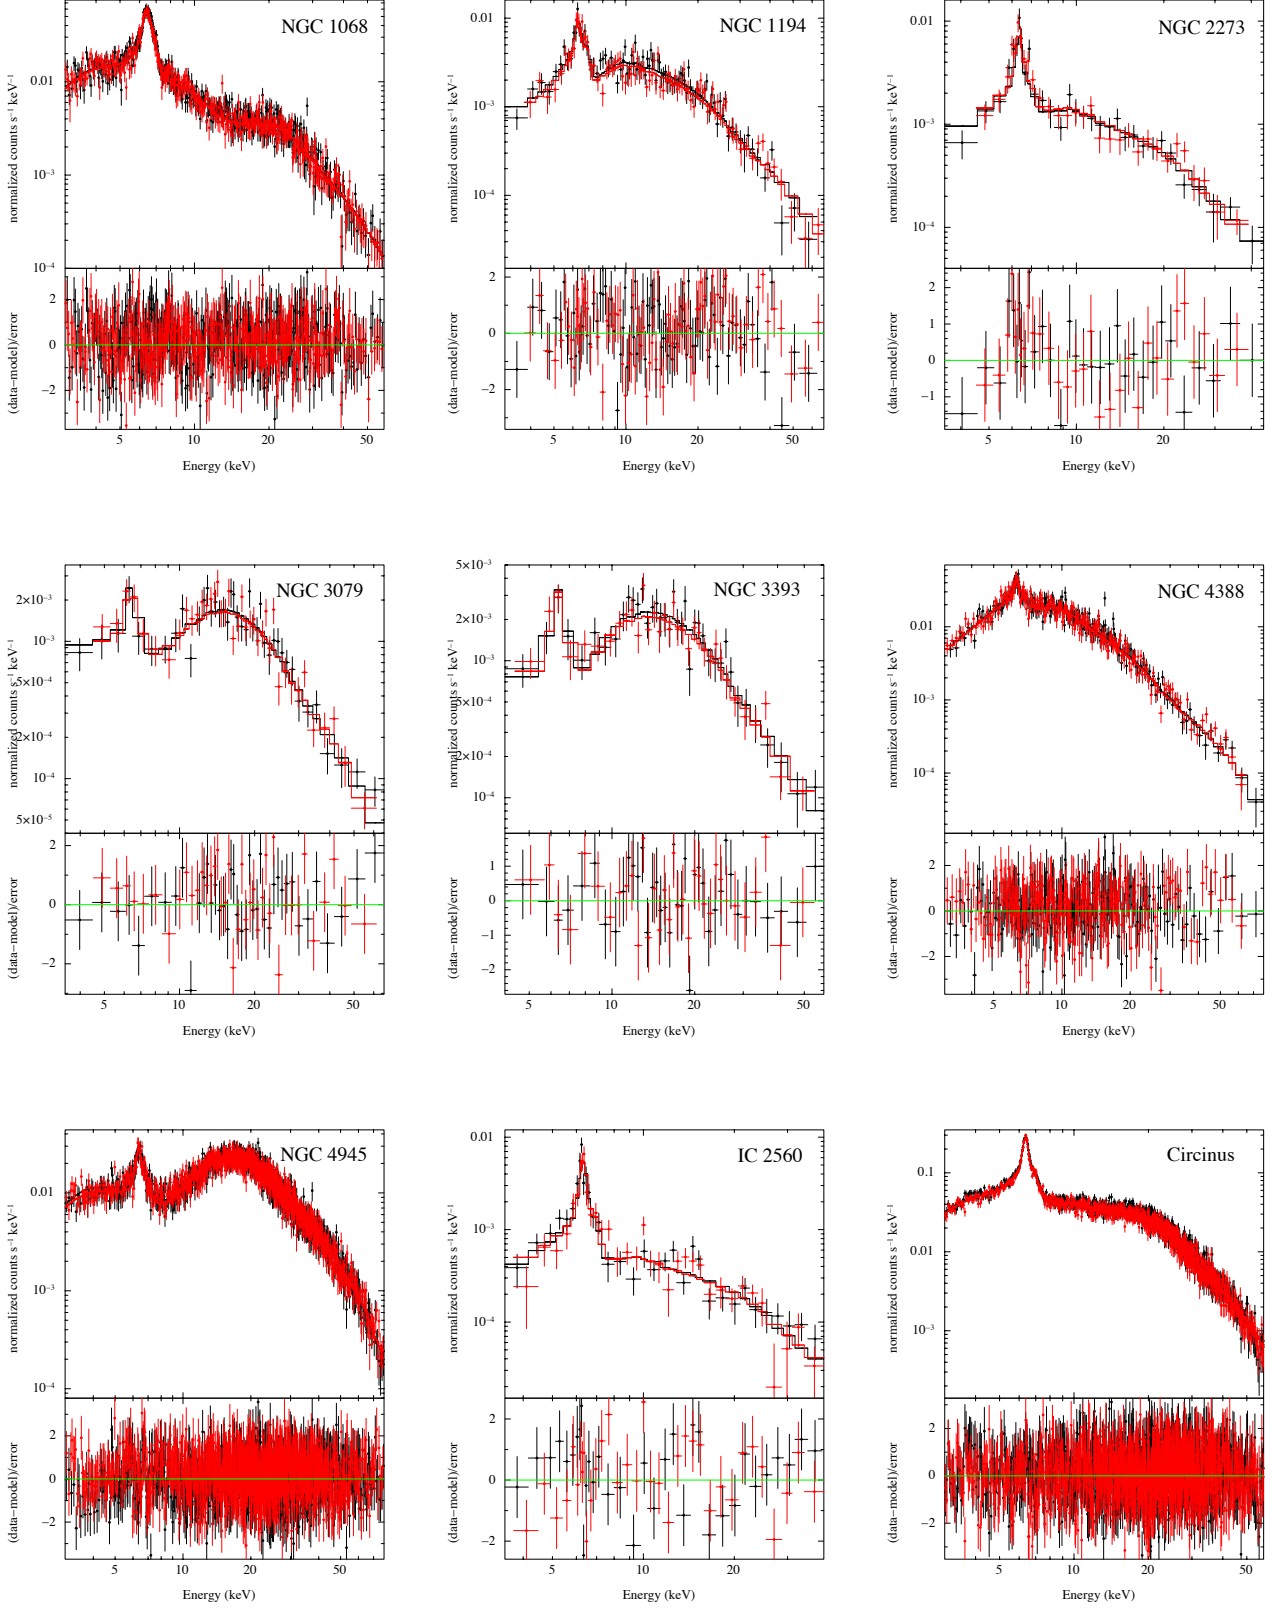 NGC 1068
0.01
10⁻³
10⁻⁴
normalized counts s⁻¹ keV⁻¹
2
0
−2
(data−model)/error
5 10 20 50
Energy (keV)
NGC 1194
0.01
10⁻³
10⁻⁴
normalized counts s⁻¹ keV⁻¹
2
0
−2
(data−model)/error
5 10 20 50
Energy (keV)
NGC 2273
0.01
10⁻³
10⁻⁴
normalized counts s⁻¹ keV⁻¹
2
1
0
−1
(data−model)/error
5 10 20
Energy (keV)
NGC 3079
2×10⁻³
10⁻³
5×10⁻⁴
2×10⁻⁴
10⁻⁴
5×10⁻⁵
normalized counts s⁻¹ keV⁻¹
2
0
−2
(data−model)/error
5 10 20 50
Energy (keV)
NGC 3393
5×10⁻³
2×10⁻³
10⁻³
5×10⁻⁴
2×10⁻⁴
10⁻⁴
normalized counts s⁻¹ keV⁻¹
1
0
−1
−2
(data−model)/error
5 10 20 50
Energy (keV)
NGC 4388
0.01
10⁻³
10⁻⁴
normalized counts s⁻¹ keV⁻¹
2
0
−2
(data−model)/error
5 10 20 50
Energy (keV)
NGC 4945
0.01
10⁻³
10⁻⁴
normalized counts s⁻¹ keV⁻¹
2
0
−2
(data−model)/error
5 10 20 50
Energy (keV)
IC 2560
0.01
10⁻³
10⁻⁴
normalized counts s⁻¹ keV⁻¹
2
0
−2
(data−model)/error
5 10 20
Energy (keV)
Circinus
0.1
0.01
10⁻³
normalized counts s⁻¹ keV⁻¹
2
0
−2
(data−model)/error
5 10 20 50
Energy (keV)